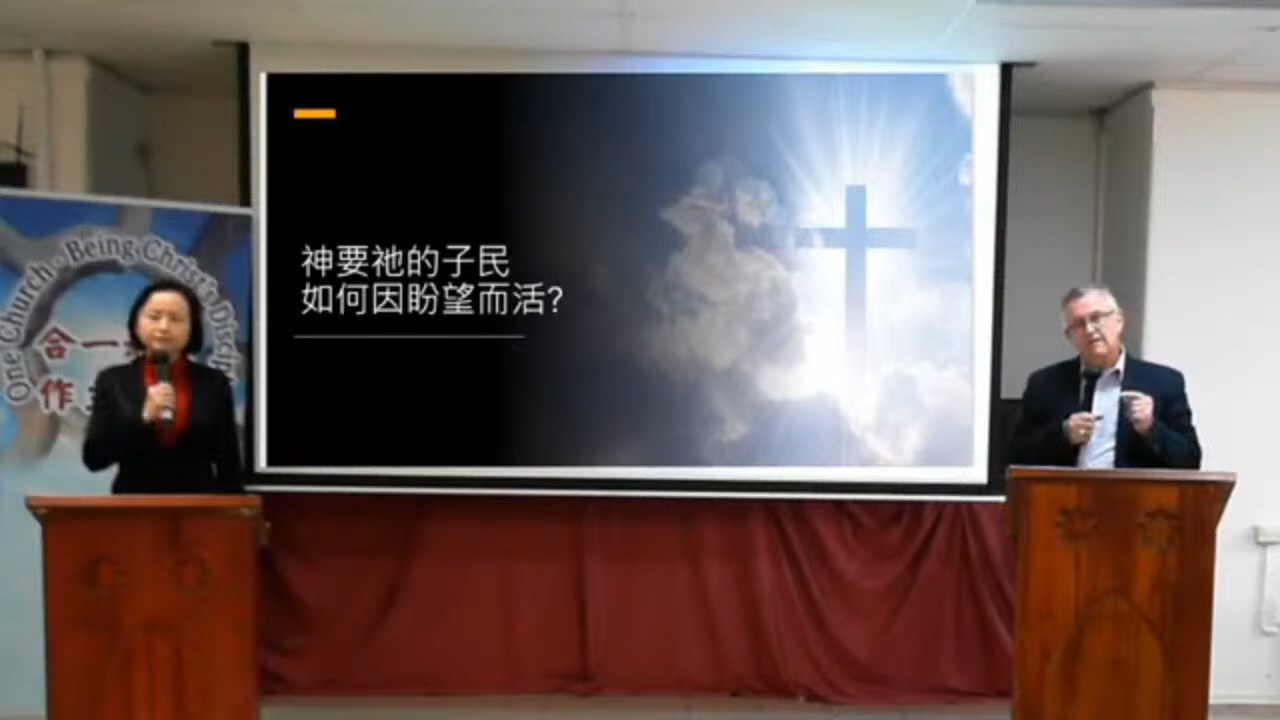 神要祂的子民
如何因盼望而活?
One Church · Being Christ's
合一
作